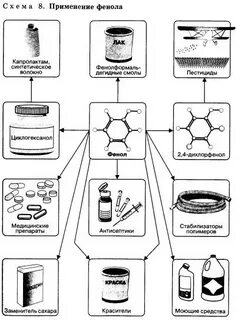 Схема 8. Применение фенола
Капролактам,
синтетическое
волокно
ЛАК
Фенолформаль-
дегидные смолы
Пестициды
Циклогексанол
Фенол
2,4-дихлорфенол
Медицинские
препараты
Антисептики
Стабилизаторы
полимеров
Заменитель сахара
КРАСКА
Красители
Моющие средства